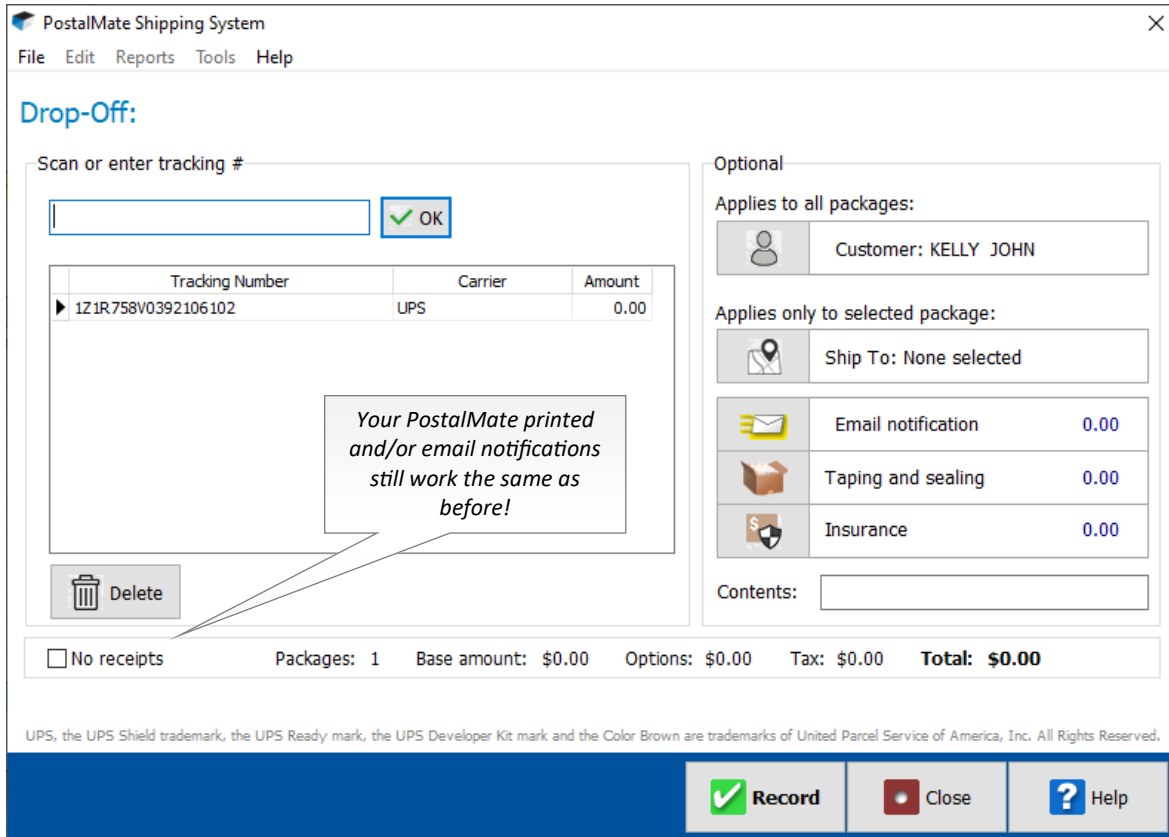 PostalMate Shipping System
File Edit Reports Tools Help
Drop-Off:
Scan or enter tracking #
OK
Tracking Number Carrier Amount
1Z1R758V0392106102 UPS 0.00
Your PostalMate printed
and/or email notifications
still work the same as
before!
Delete
Optional
Applies to all packages:
Customer: KELLY JOHN
Applies only to selected package:
Ship To: None selected
Email notification 0.00
Taping and sealing 0.00
Insurance 0.00
Contents:
No receipts Packages: 1 Base amount: $0.00 Options: $0.00 Tax: $0.00 Total: $0.00
UPS, the UPS Shield trademark, the UPS Ready mark, the UPS Developer Kit mark and the Color Brown are trademarks of United Parcel Service of America, Inc. All Rights Reserved.
Record Close Help